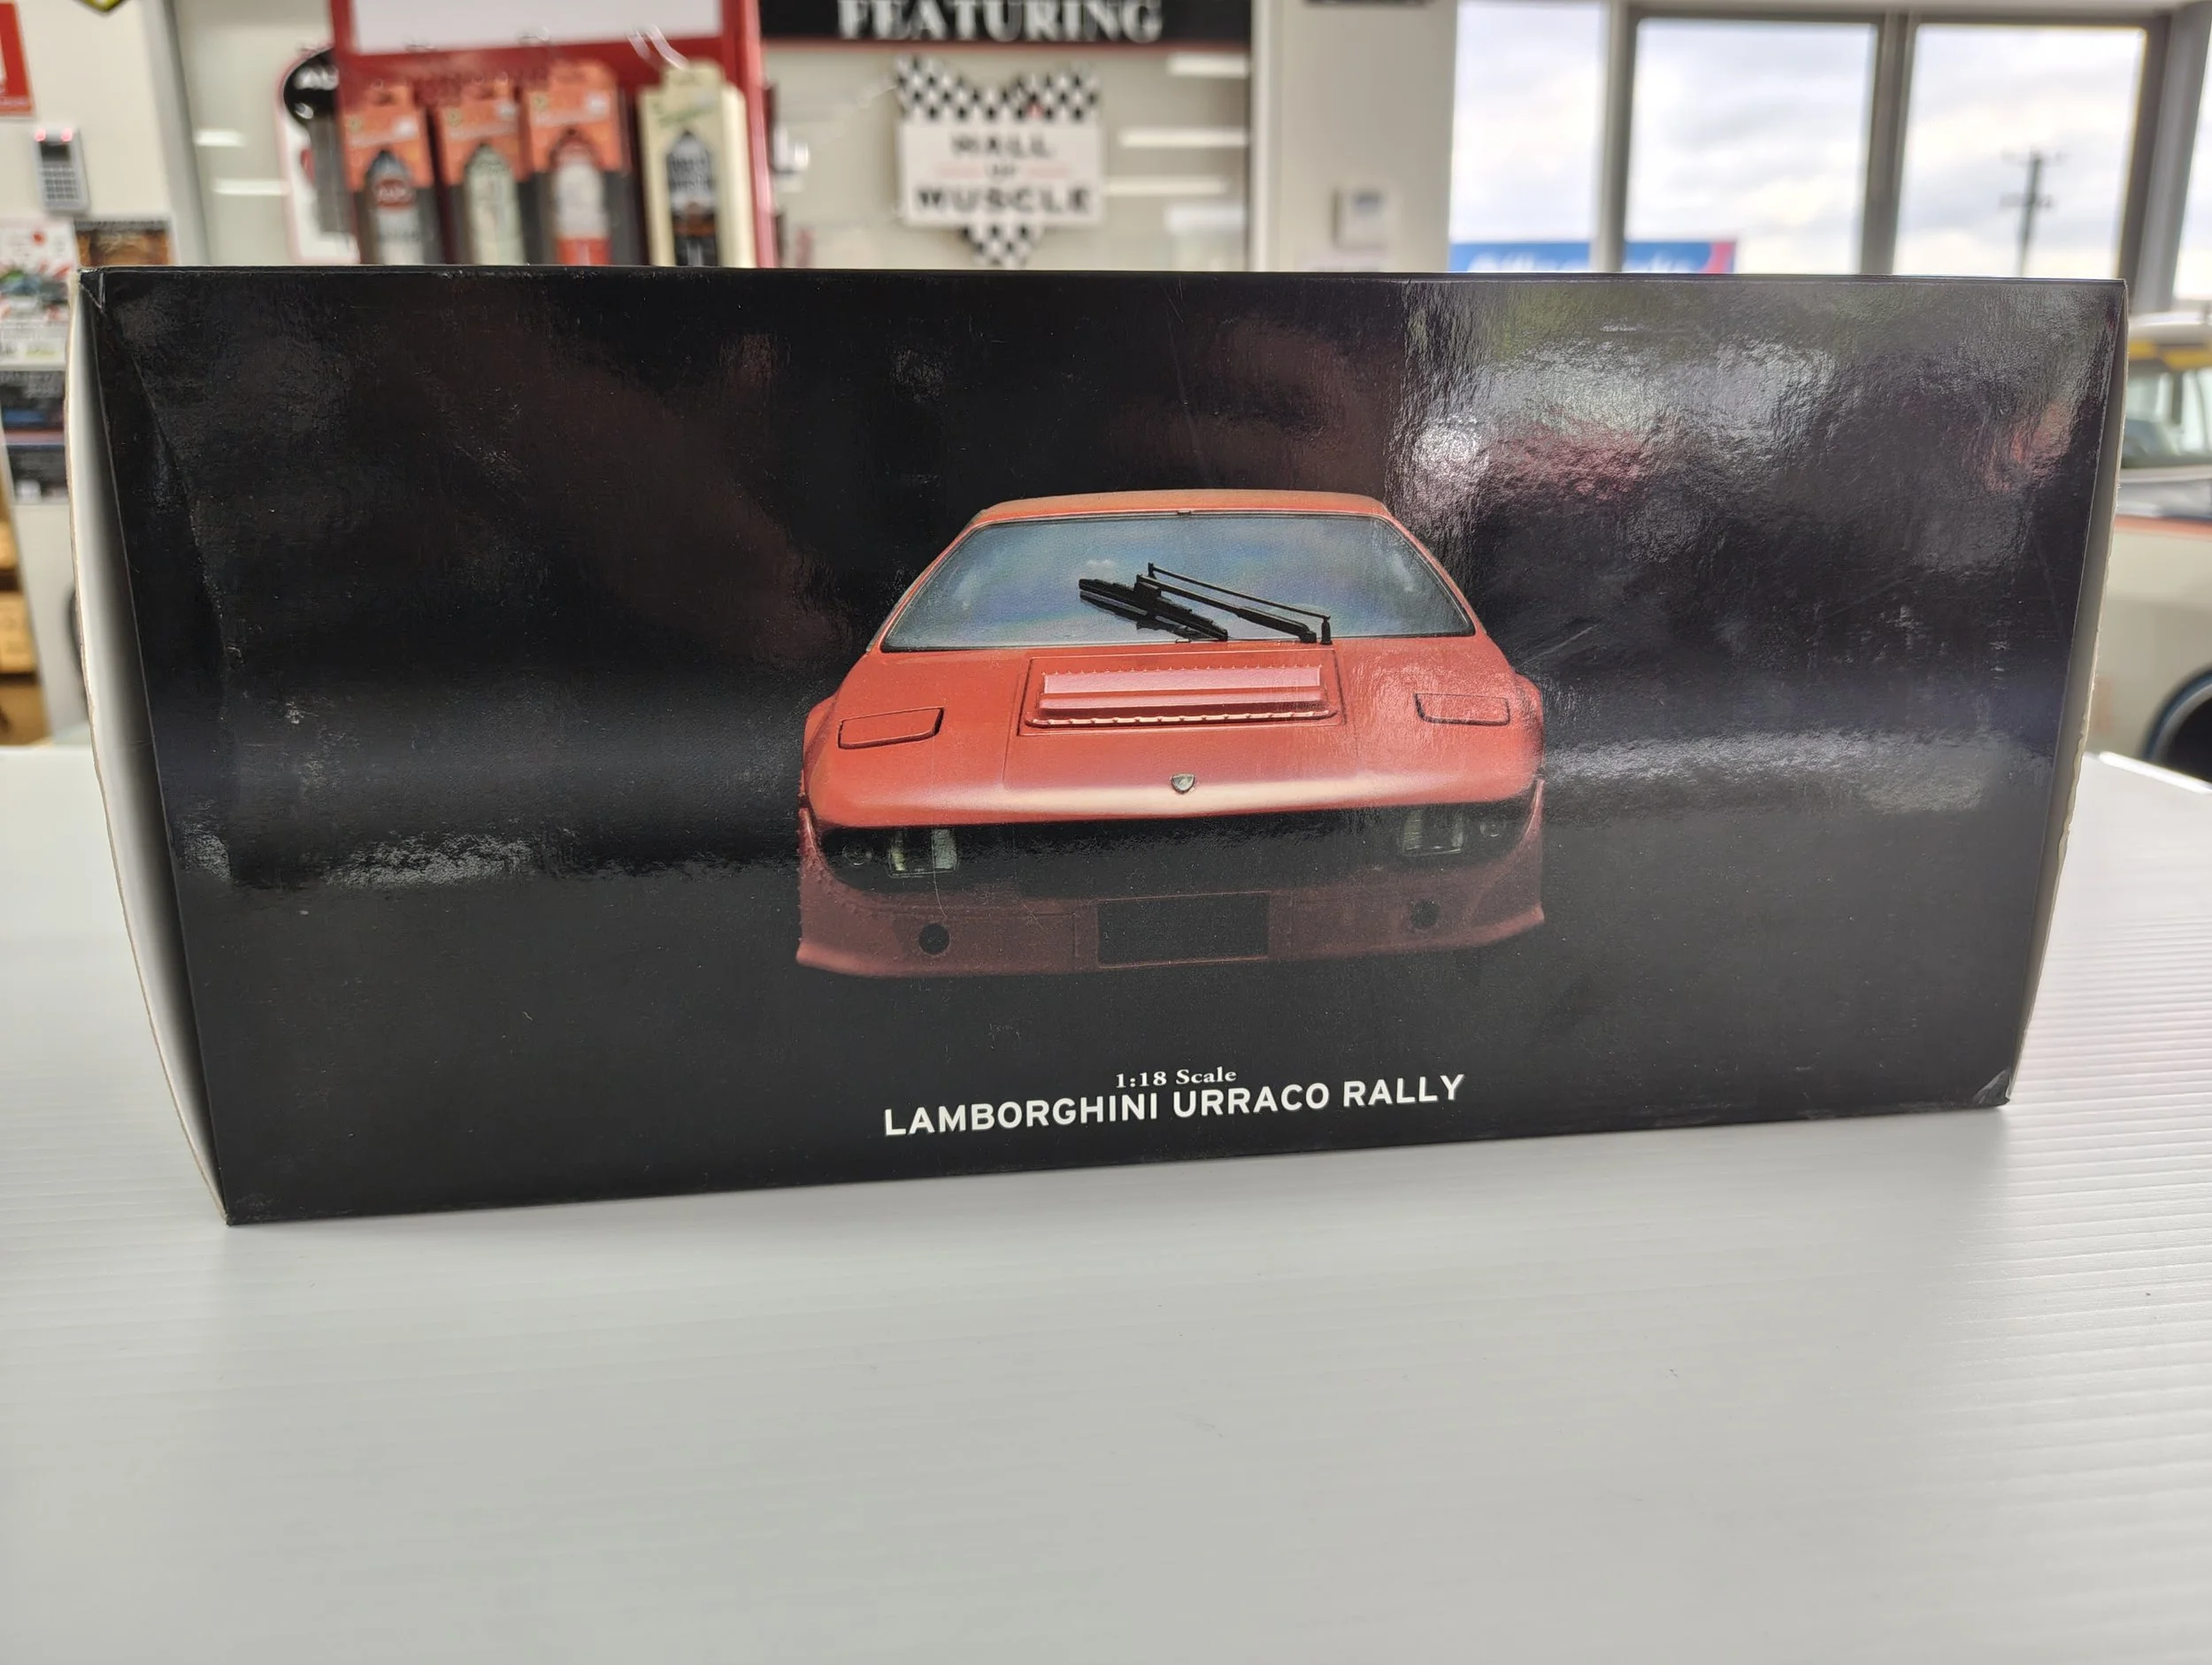 FEATURING
HALL
OF
MUSCLE
1:18 Scale
LAMBORGHINI URRACO RALLY